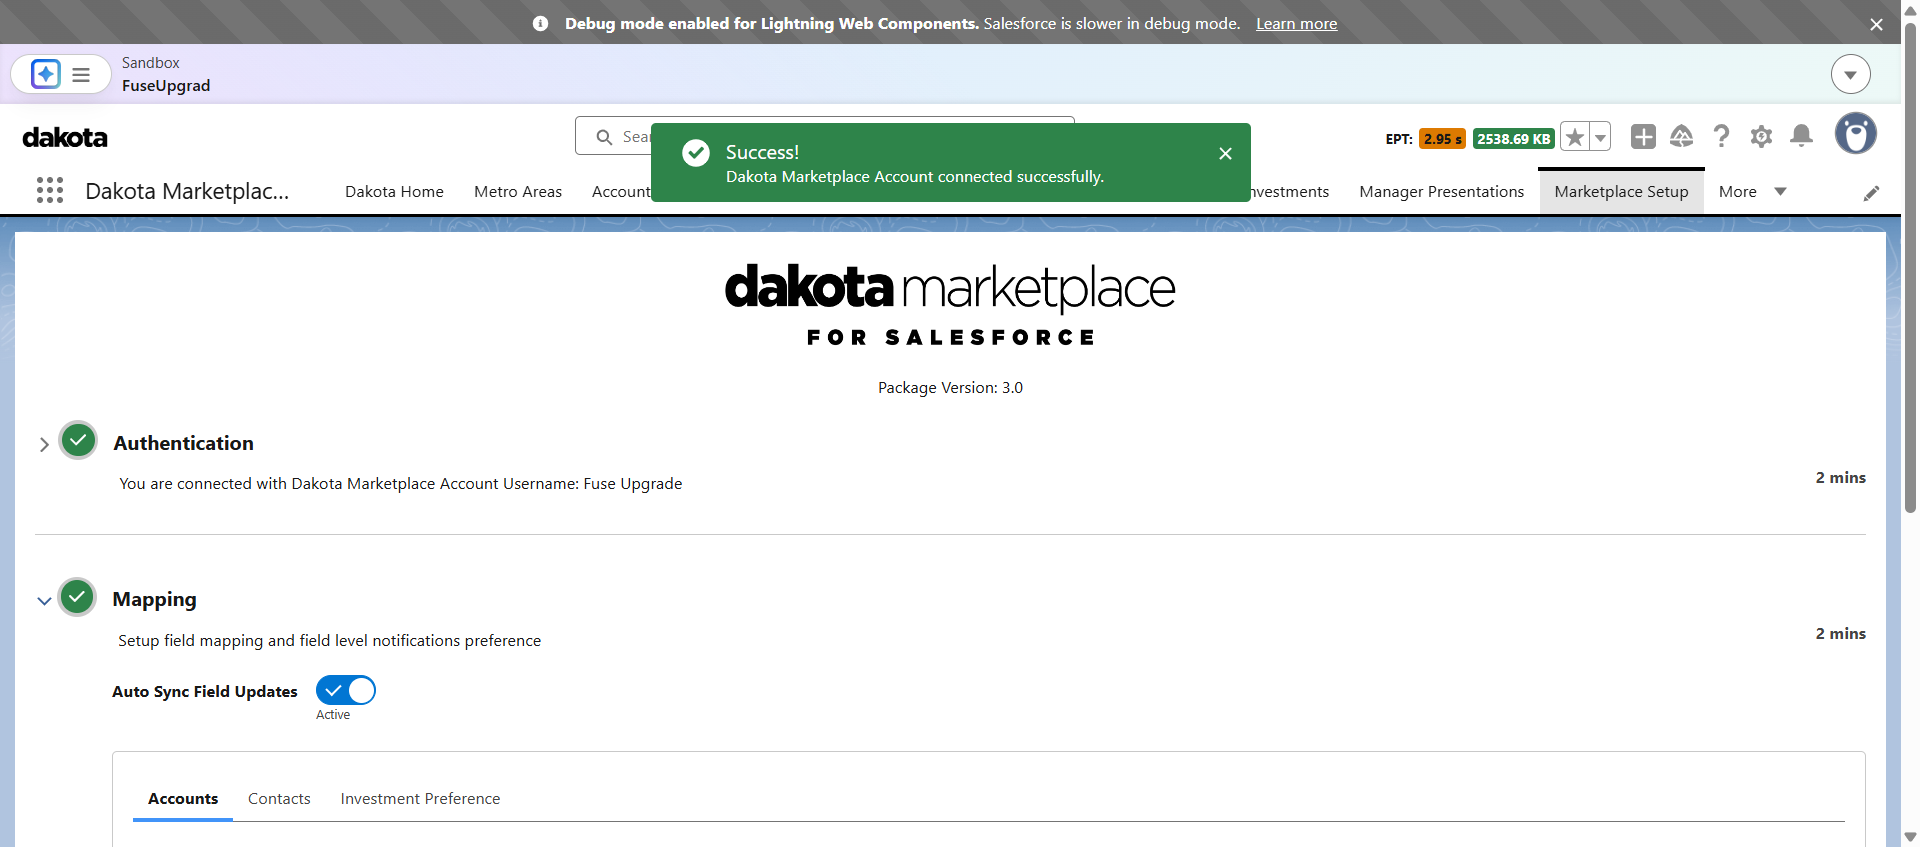 Debug mode enabled for Lightning Web Components. Salesforce is slower in debug mode. Learn more
Sandbox
FuseUpgrad
dakota
Success!
Dakota Marketplace Account connected successfully.
EPT: 2.95 s 2538.69 KB
Dakota Marketplac... Dakota Home Metro Areas Account Manager Presentations Marketplace Setup More
dakota marketplace
FOR SALESFORCE
Package Version: 3.0
Authentication
You are connected with Dakota Marketplace Account Username: Fuse Upgrade
2 mins
Mapping
Setup field mapping and field level notifications preference
2 mins
Auto Sync Field Updates
Active
Accounts Contacts Investment Preference